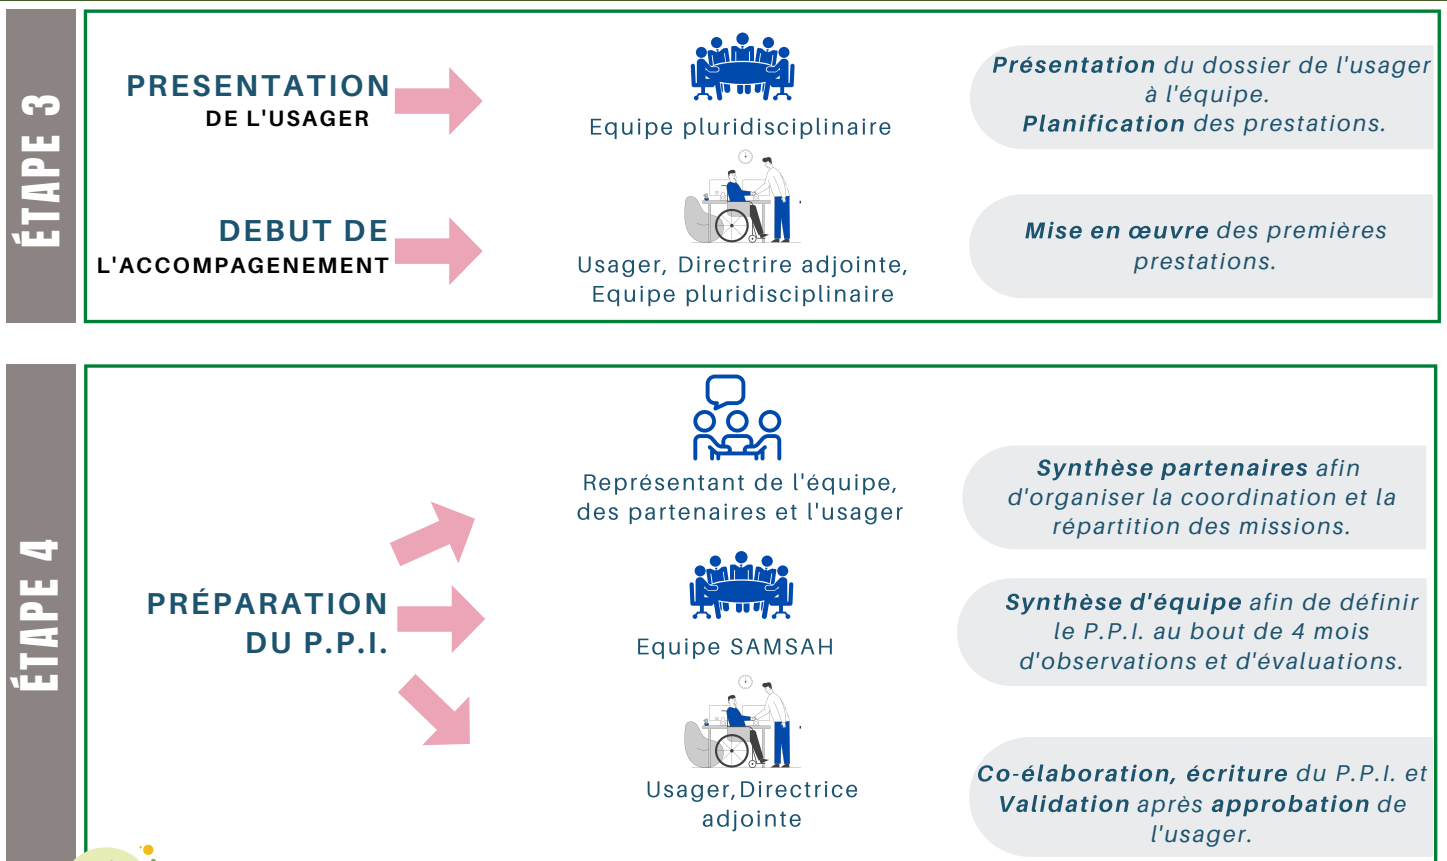 ÉTAPE 3
PRESENTATION
DE L'USAGER
Equipe pluridisciplinaire
Présentation du dossier de l'usager
à l'équipe.
Planification des prestations.
DEBUT DE
L'ACCOMPAGENEMENT
Usager, Directrire adjointe,
Equipe pluridisciplinaire
Mise en œuvre des premières
prestations.
ÉTAPE 4
PRÉPARATION
DU P.P.I.
Représentant de l'équipe,
des partenaires et l'usager
Synthèse partenaires afin
d'organiser la coordination et la
répartition des missions.
Equipe SAMSAH
Synthèse d'équipe afin de définir
le P.P.I. au bout de 4 mois
d'observations et d'évaluations.
Usager,Directrice
adjointe
Co-élaboration, écriture du P.P.I. et
Validation après approbation de
l'usager.